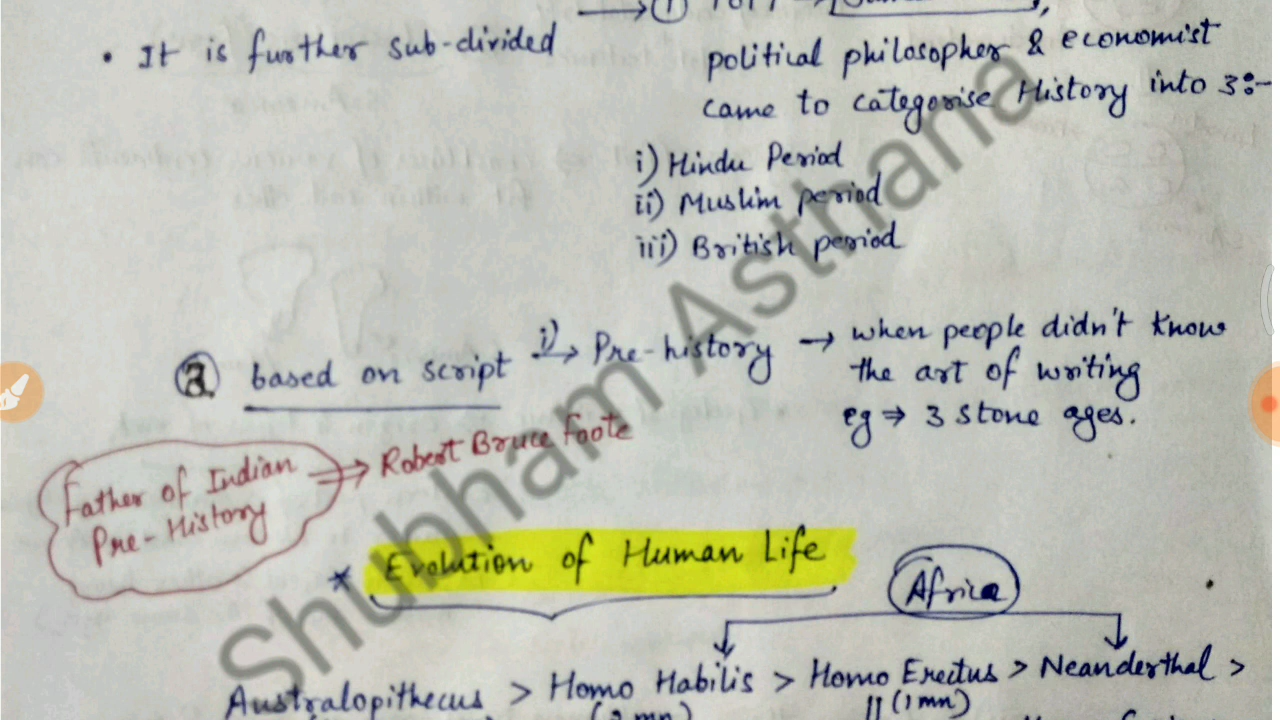 • It is further sub-divided →
political philosopher & economist
came to categorise History into 3:-
i) Hindu Period
ii) Muslim period
iii) British period
based on script i)→ Pre-history → when people didn't know
the art of writing
eg ⇒ 3 stone ages.
Father of Indian
Pre-History ⇒ Robert Bruce Foote
* Evolution of Human Life
Africa
Australopithecus > Homo Habilis > Homo Erectus > Neanderthal >
(2mn) || (1mn)
Shubham Asthana